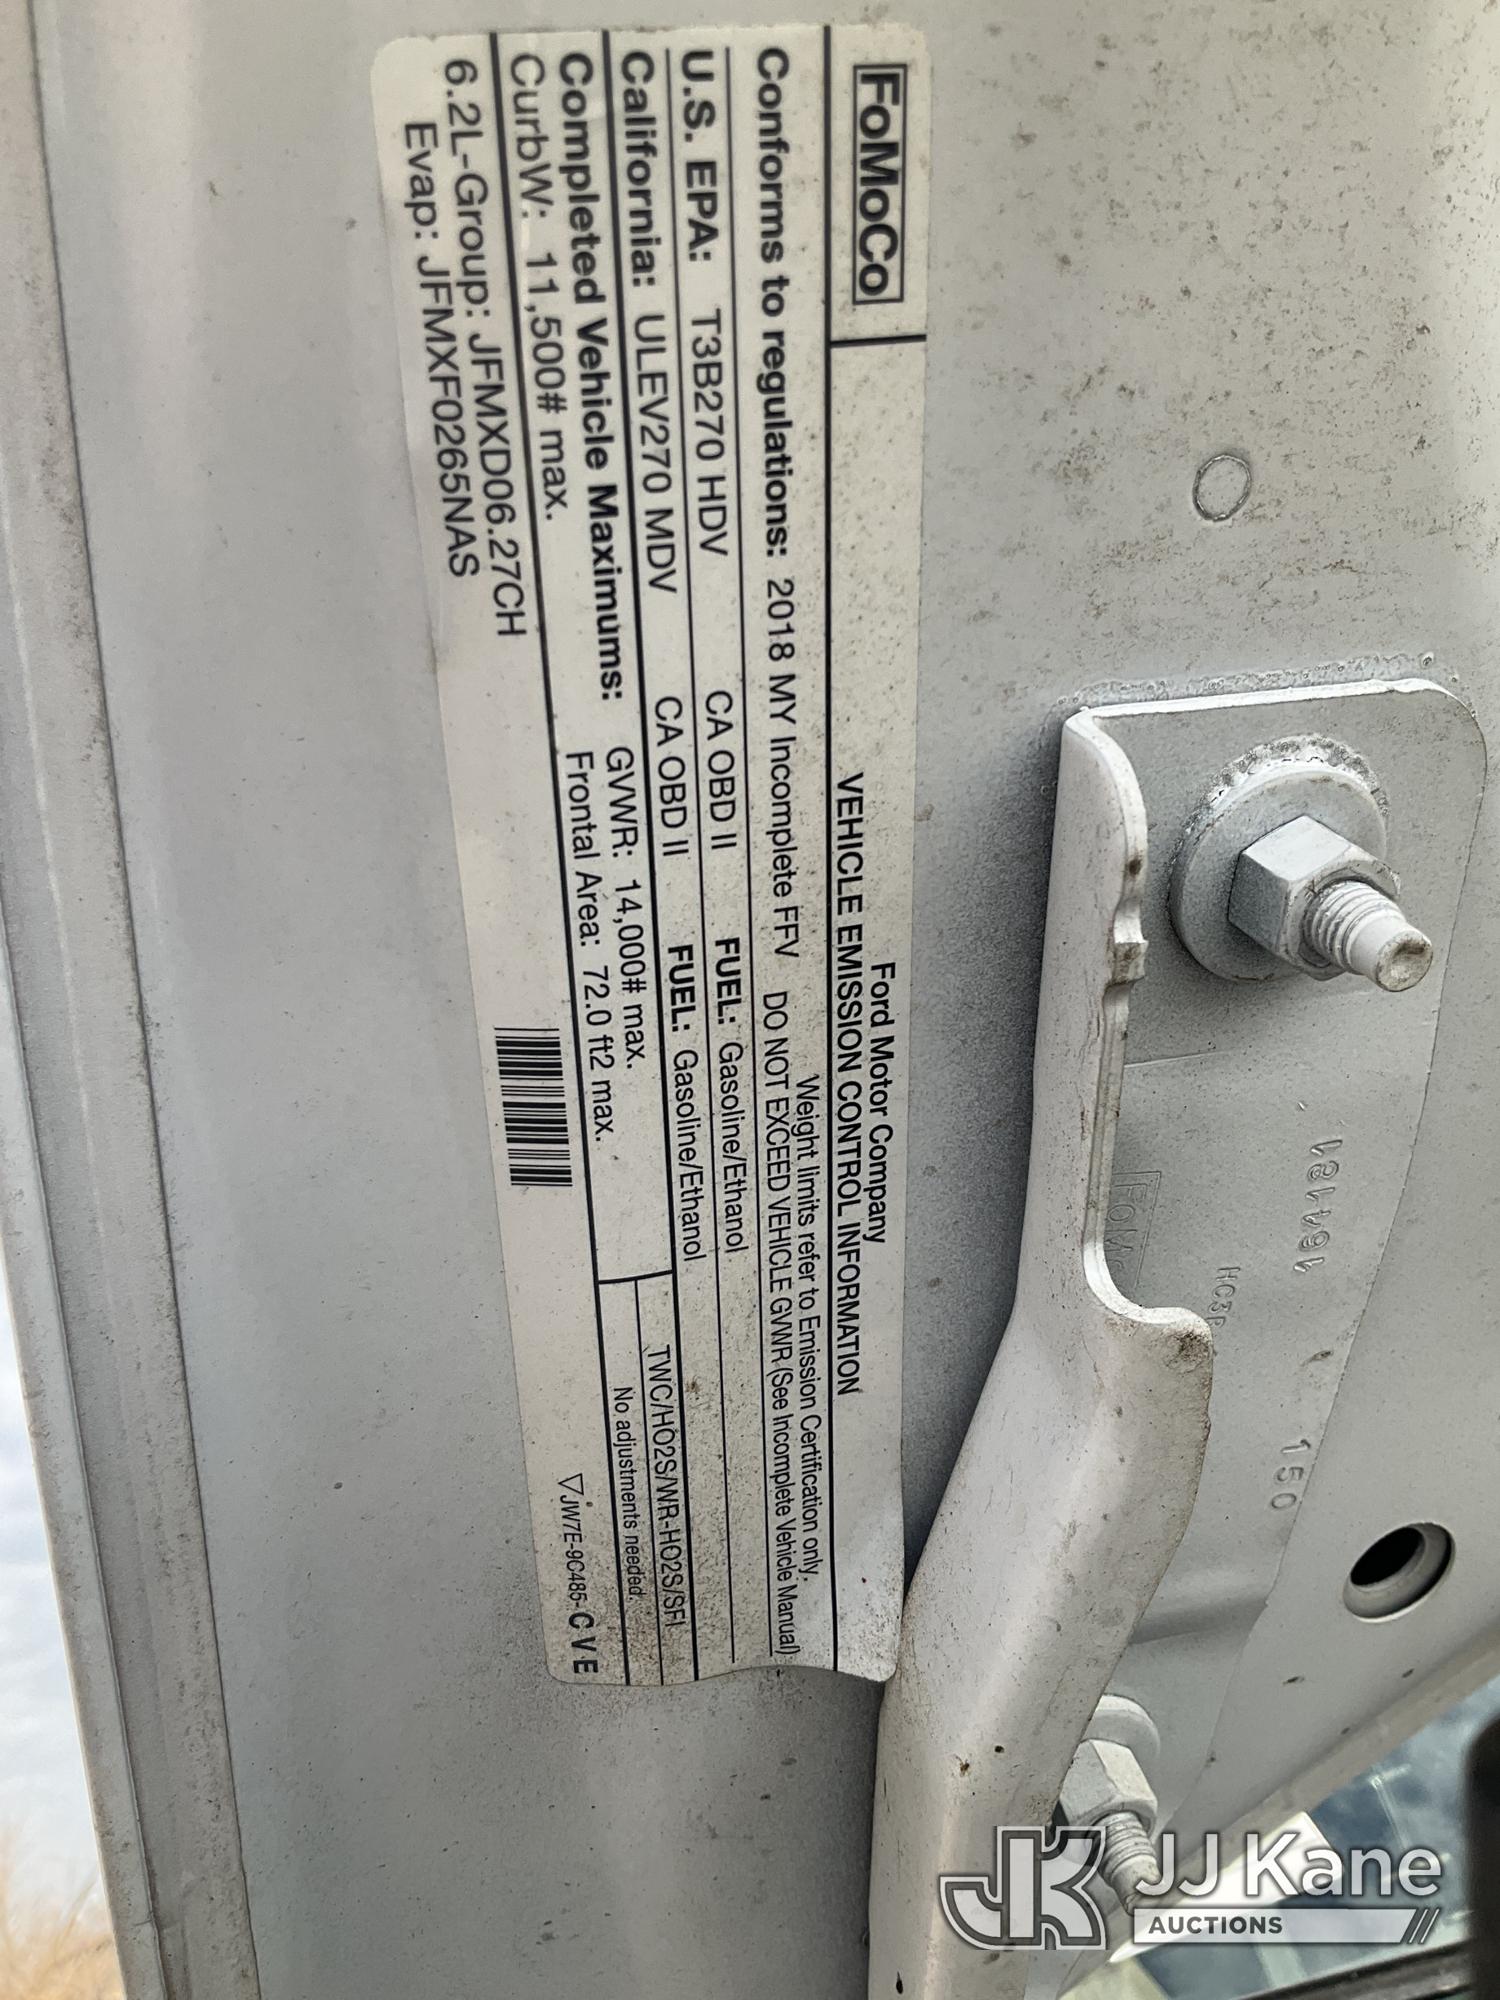 FoMoCo
Ford Motor Company
VEHICLE EMISSION CONTROL INFORMATION
Conforms to regulations: 2018 MY Incomplete FFV
Weight limits refer to Emission Certification only.
DO NOT EXCEED VEHICLE GVWR (See Incomplete Vehicle Manual)
U.S. EPA: T3B270 HDV CA OBD II FUEL: Gasoline/Ethanol
California: ULEV270 MDV CA OBD II FUEL: Gasoline/Ethanol
Completed Vehicle Maximums: GVWR: 14,000# max.
CurbW: 11,500# max. Frontal Area: 72.0 ft2 max.
TWC/HO2S/WR-HO2S/SFI
No adjustments needed.
6.2L-Group: JFMXD06.27CH
Evap: JFMXF0265NAS
JW7E-9C485-CVE
150
JJ Kane
AUCTIONS